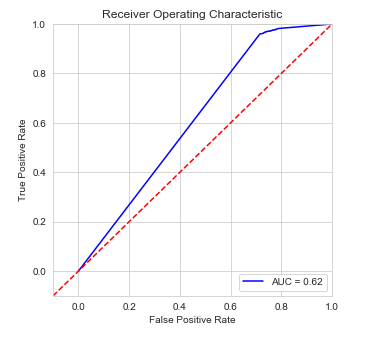 Receiver Operating Characteristic
1.0
0.8
0.6
0.4
0.2
0.0
True Positive Rate
AUC = 0.62
0.0 0.2 0.4 0.6 0.8 1.0
False Positive Rate